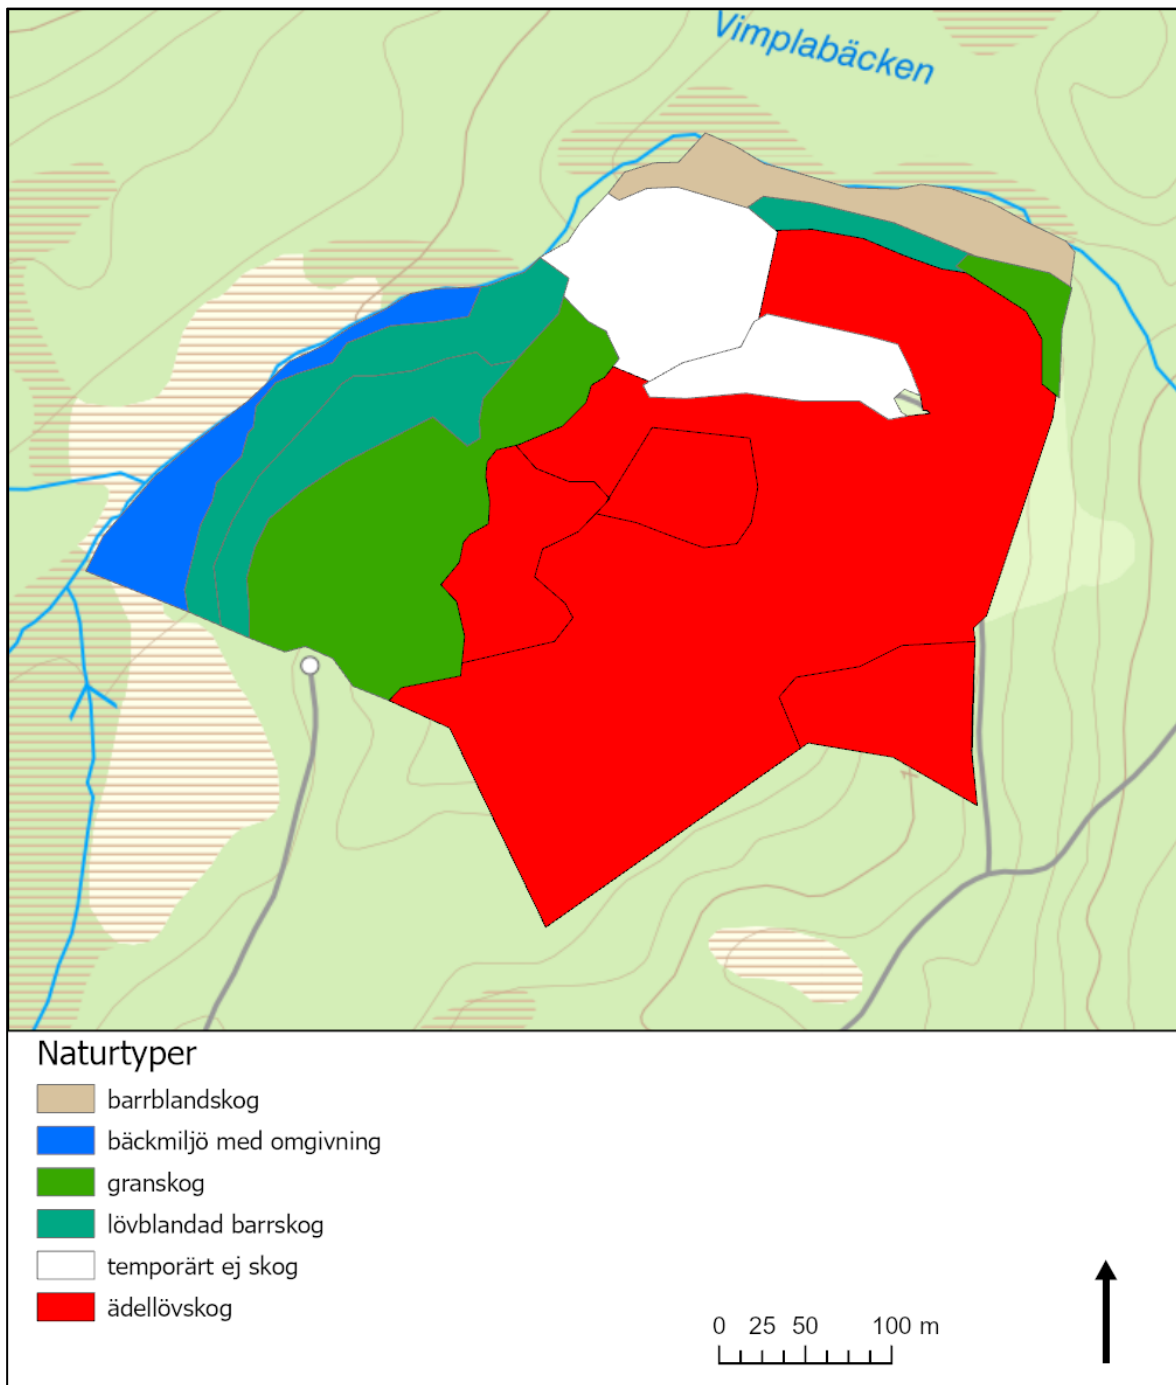 Vimplabäcken
Naturtyper
barrblandskog
bäckmiljö med omgivning
granskog
lövblandad barrskog
temporärt ej skog
ädellövskog
0 25 50 100 m